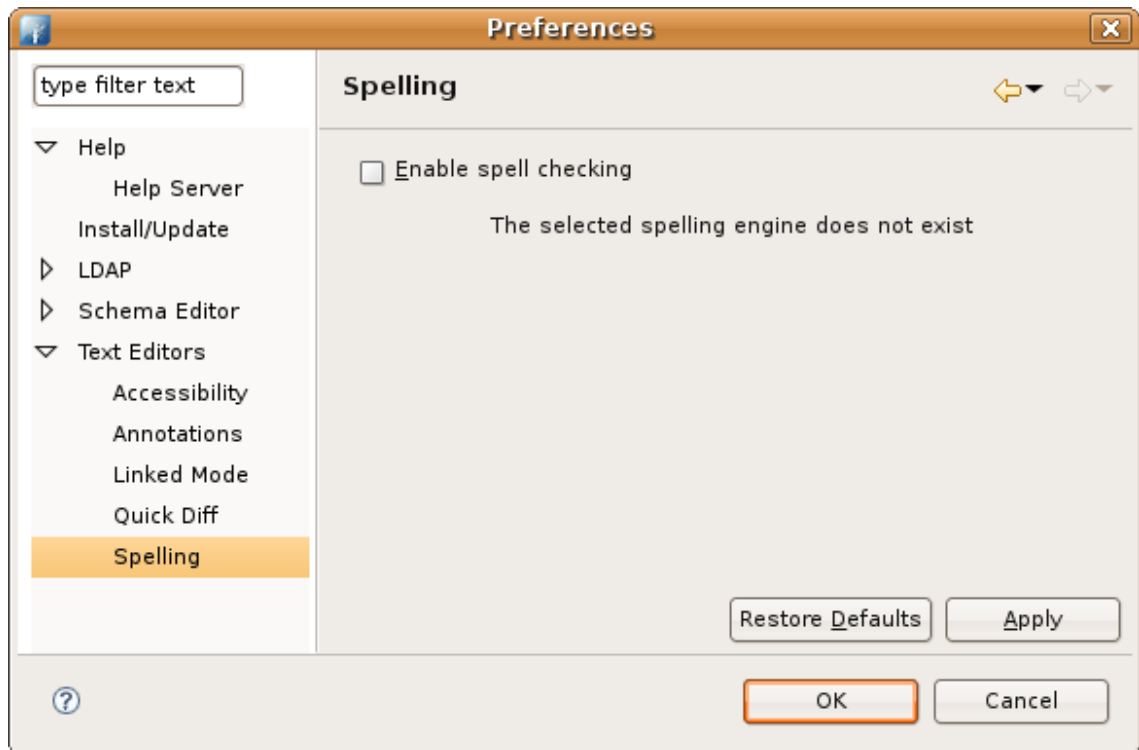 Preferences
type filter text
Help
Help Server
Install/Update
LDAP
Schema Editor
Text Editors
Accessibility
Annotations
Linked Mode
Quick Diff
Spelling
Spelling
Enable spell checking
The selected spelling engine does not exist
Restore Defaults
Apply
?
OK
Cancel